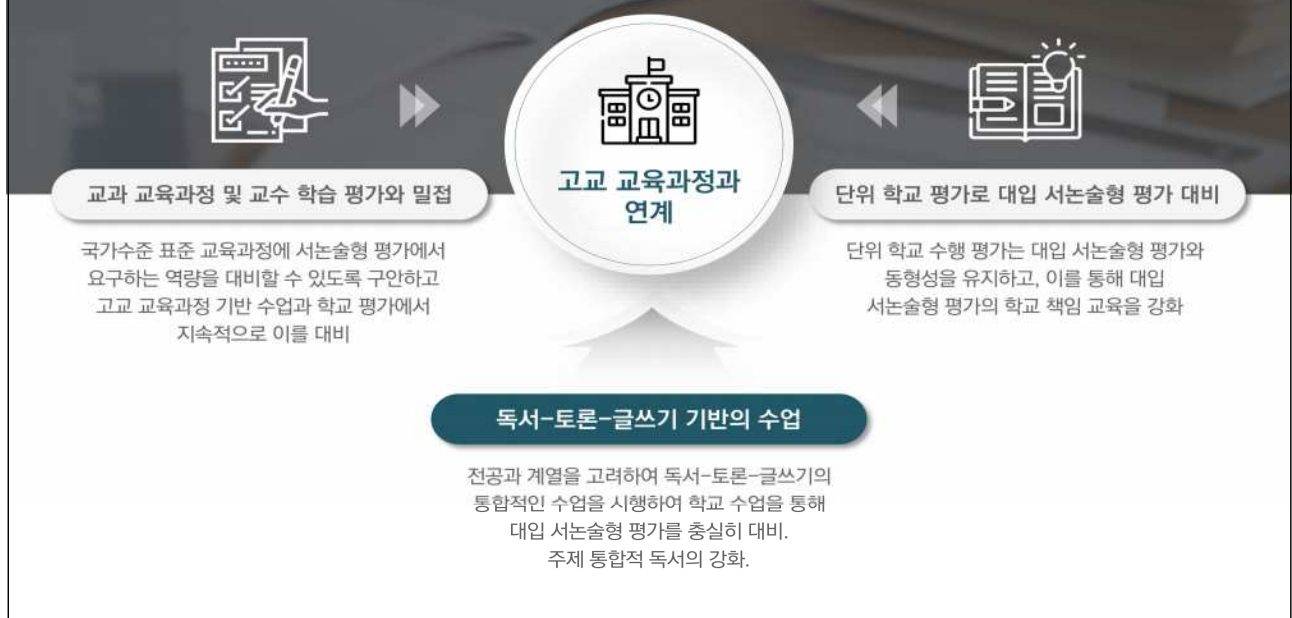 고교 교육과정과
연계
교과 교육과정 및 교수 학습 평가와 밀접
국가수준 표준 교육과정에 서논술형 평가에서
요구하는 역량을 대비할 수 있도록 구안하고
고교 교육과정 기반 수업과 학교 평가에서
지속적으로 이를 대비
단위 학교 평가로 대입 서논술형 평가 대비
단위 학교 수행 평가는 대입 서논술형 평가와
동형성을 유지하고, 이를 통해 대입
서논술형 평가의 학교 책임 교육을 강화
독서-토론-글쓰기 기반의 수업
전공과 계열을 고려하여 독서-토론-글쓰기의
통합적인 수업을 시행하여 학교 수업을 통해
대입 서논술형 평가를 충실히 대비.
주제 통합적 독서의 강화.